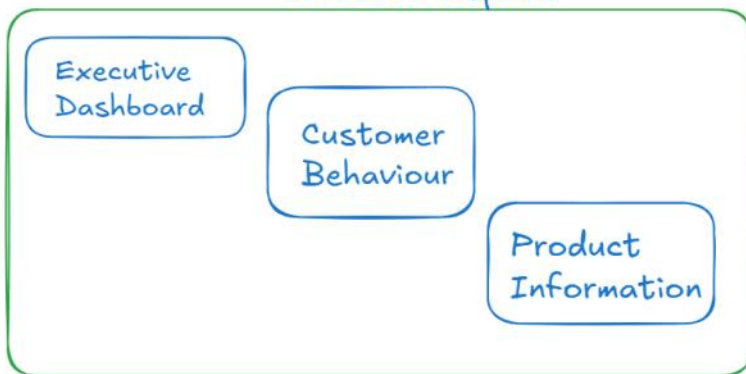 Executive
Dashboard
Customer
Behaviour
Product
Information